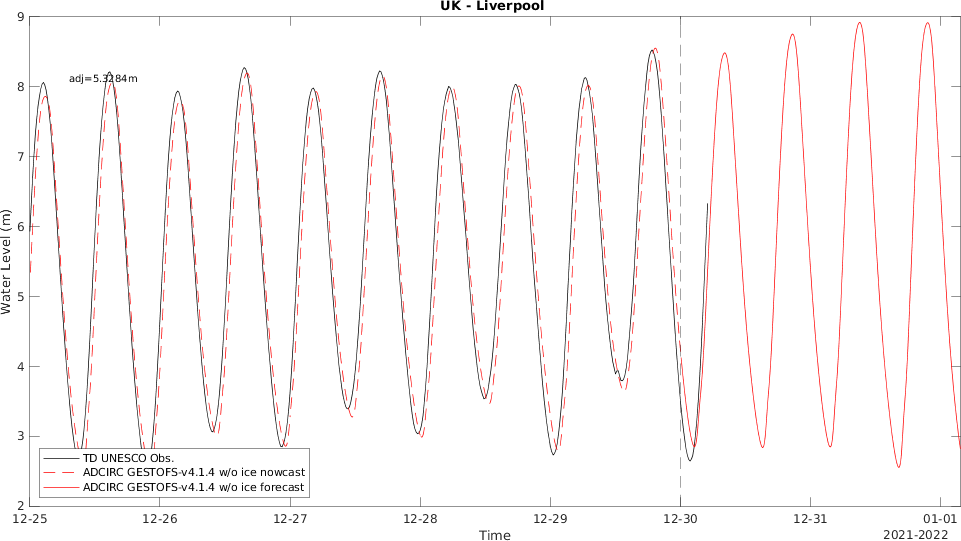 UK - Liverpool
9
8
7
6
5
4
3
2
Water Level (m)
adj=5.3284m
TD UNESCO Obs.
ADCIRC GESTOFS-v4.1.4 w/o ice nowcast
ADCIRC GESTOFS-v4.1.4 w/o ice forecast
12-25 12-26 12-27 12-28 12-29 12-30 12-31 01-01
Time
2021-2022